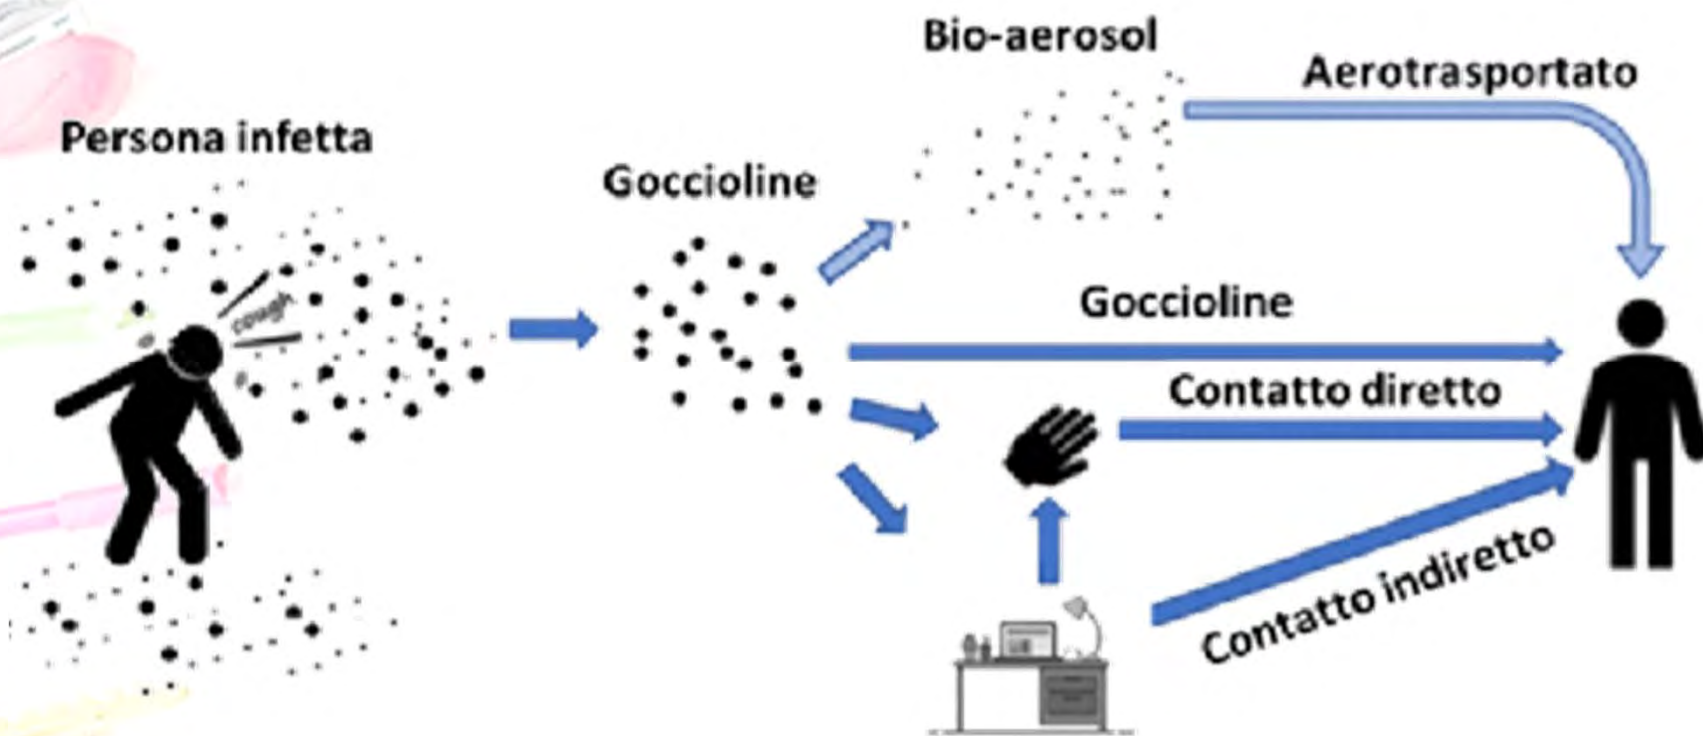 Bio-aerosol
Aerotrasportato
Persona infetta
Goccioline
cough
Goccioline
Contatto diretto
Contatto indiretto